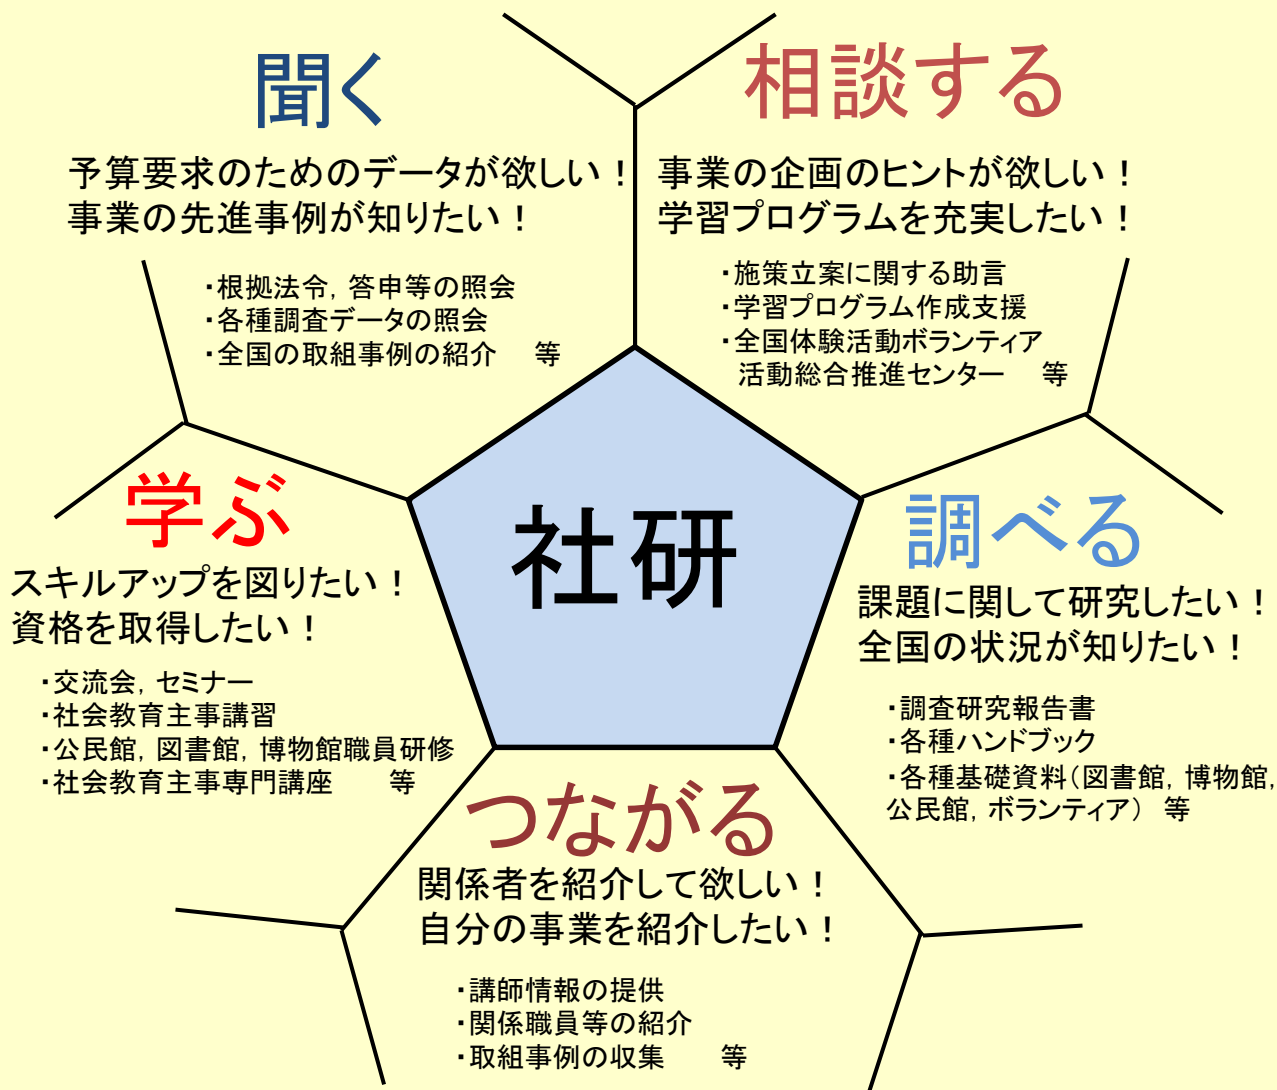 聞く
予算要求のためのデータが欲しい！
事業の先進事例が知りたい！
・根拠法令，答申等の照会
・各種調査データの照会
・全国の取組事例の紹介　等
相談する
事業の企画のヒントが欲しい！
学習プログラムを充実したい！
・施策立案に関する助言
・学習プログラム作成支援
・全国体験活動ボランティア
活動総合推進センター　等
社研
学ぶ
スキルアップを図りたい！
資格を取得したい！
・交流会，セミナー
・社会教育主事講習
・公民館，図書館，博物館職員研修
・社会教育主事専門講座　　等
調べる
課題に関して研究したい！
全国の状況が知りたい！
・調査研究報告書
・各種ハンドブック
・各種基礎資料（図書館，博物館，
公民館，ボランティア）　等
つながる
関係者を紹介して欲しい！
自分の事業を紹介したい！
・講師情報の提供
・関係職員等の紹介
・取組事例の収集　　等